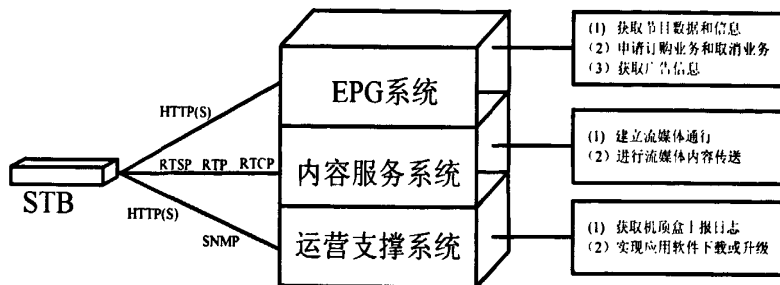 (1) 获取节目数据和信息
(2) 申请订购业务和取消业务
(3) 获取广告信息
EPG系统
HTTP(S)
(1) 建立流媒体通行
(2) 进行流媒体内容传送
RTSP RTP RTCP
内容服务系统
STB
HTTP(S)
SNMP
运营支撑系统
(1) 获取机顶盒上报日志
(2) 实现应用软件下载或升级